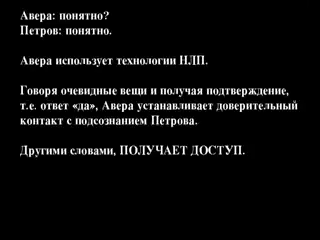 Авера: понятно?
Петров: понятно.
Авера использует технологии НЛП.
Говоря очевидные вещи и получая подтверждение,
т.е. ответ «да», Авера устанавливает доверительный
контакт с подсознанием Петрова.
Другими словами, ПОЛУЧАЕТ ДОСТУП.